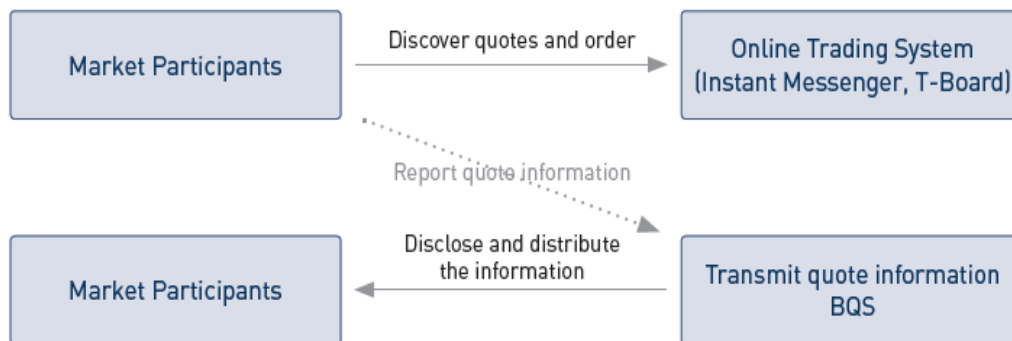 Market Participants
Discover quotes and order
Online Trading System
(Instant Messenger, T-Board)
Report quote information
Market Participants
Disclose and distribute
the information
Transmit quote information
BQS